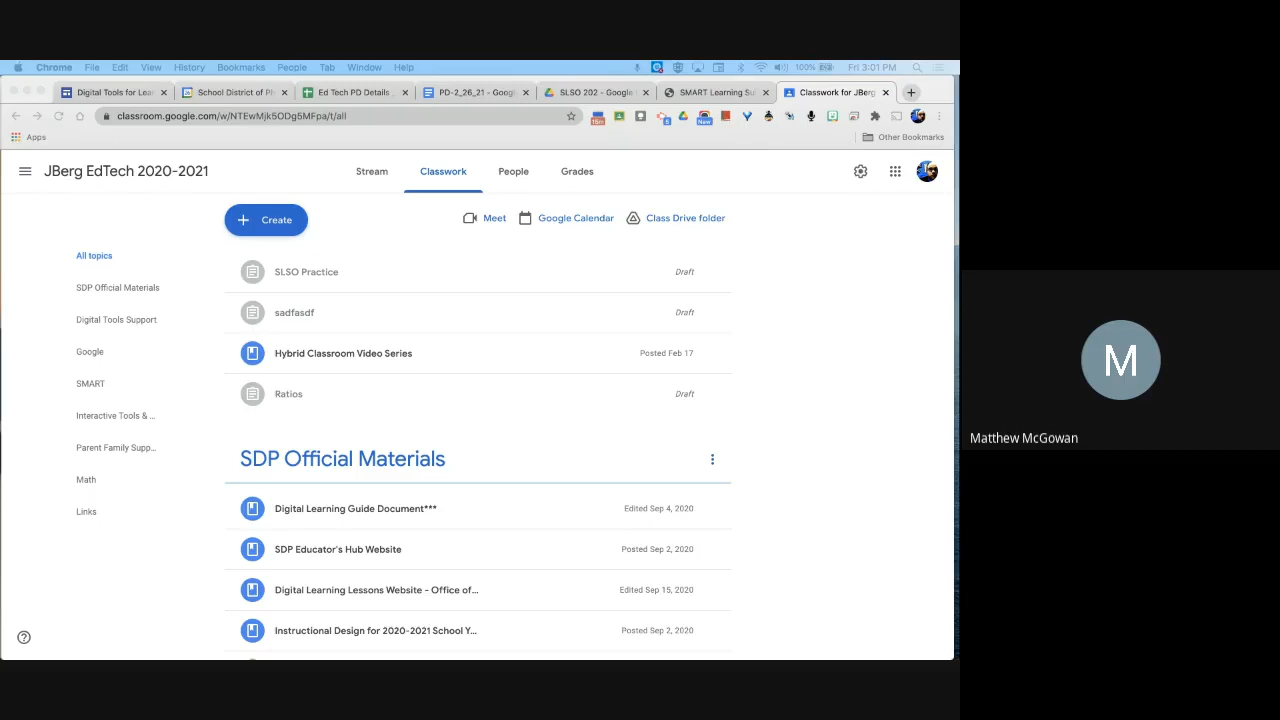 Chrome File Edit View History Bookmarks People Tab Window Help 100% Fri 3:01 PM
Digital Tools for Lear School District of Ph Ed Tech PD Details PD-2_26_21 - Googl SLSO 202 - Google SMART Learning Sui Classwork for JBerg
classroom.google.com/w/NTEwMjk5ODg5MFpa/t/all
Apps Other Bookmarks
JBerg EdTech 2020-2021 Stream Classwork People Grades
Create Meet Google Calendar Class Drive folder
All topics
SDP Official Materials
Digital Tools Support
Google
SMART
Interactive Tools & ...
Parent Family Supp...
Math
Links
SLSO Practice Draft
sadfasdf Draft
Hybrid Classroom Video Series Posted Feb 17
Ratios Draft
SDP Official Materials
Digital Learning Guide Document*** Edited Sep 4, 2020
SDP Educator's Hub Website Posted Sep 2, 2020
Digital Learning Lessons Website - Office of... Edited Sep 15, 2020
Instructional Design for 2020-2021 School Y... Posted Sep 2, 2020
M
Matthew McGowan